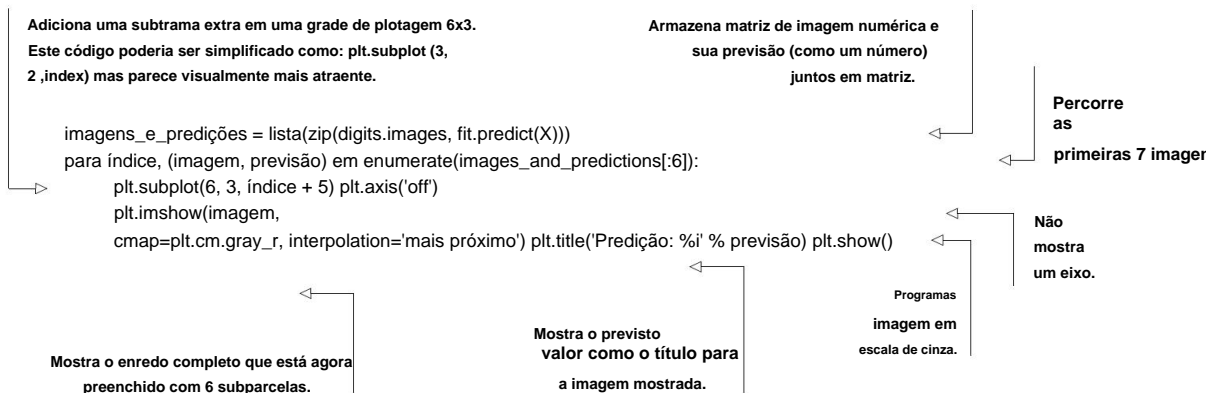 Adiciona uma subtrama extra em uma grade de plotagem 6x3.
Este código poderia ser simplificado como: plt.subplot (3,
2 ,index) mas parece visualmente mais atraente.
Armazena matriz de imagem numérica e
sua previsão (como um número)
juntos em matriz.
Percorre
as
primeiras 7 imagen
imagens_e_predições = lista(zip(digits.images, fit.predict(X)))
para índice, (imagem, previsão) em enumerate(images_and_predictions[:6]):
plt.subplot(6, 3, índice + 5) plt.axis('off')
plt.imshow(imagem,
cmap=plt.cm.gray_r, interpolation='mais próximo') plt.title('Predição: %i' % previsão) plt.show()
Não
mostra
um eixo.
Programas
imagem em
escala de cinza.
Mostra o previsto
valor como o título para
a imagem mostrada.
Mostra o enredo completo que está agora
preenchido com 6 subparcelas.